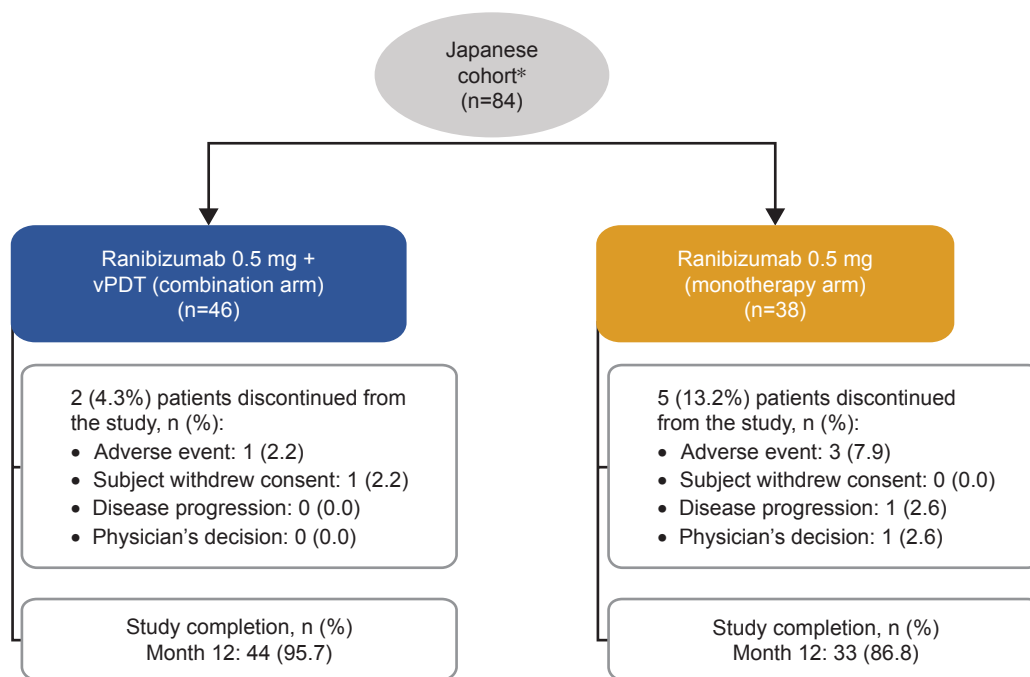 Japanese
cohort*
(n=84)
Ranibizumab 0.5 mg +
vPDT (combination arm)
(n=46)
2 (4.3%) patients discontinued from
the study, n (%):
• Adverse event: 1 (2.2)
• Subject withdrew consent: 1 (2.2)
• Disease progression: 0 (0.0)
• Physician's decision: 0 (0.0)
Study completion, n (%)
Month 12: 44 (95.7)
Ranibizumab 0.5 mg
(monotherapy arm)
(n=38)
5 (13.2%) patients discontinued
from the study, n (%):
• Adverse event: 3 (7.9)
• Subject withdrew consent: 0 (0.0)
• Disease progression: 1 (2.6)
• Physician's decision: 1 (2.6)
Study completion, n (%)
Month 12: 33 (86.8)